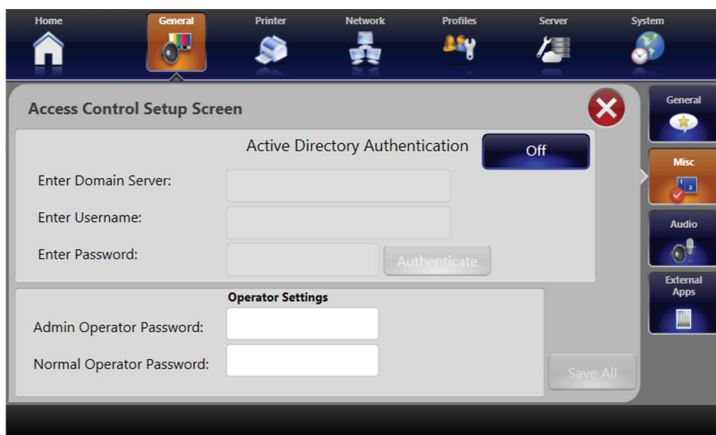 Home General Printer Network Profiles Server System
Access Control Setup Screen
General
Active Directory Authentication Off
Misc
Enter Domain Server:
Enter Username:
Audio
Enter Password: Authenticate
External
Apps
Operator Settings
Admin Operator Password:
Normal Operator Password:
Save All